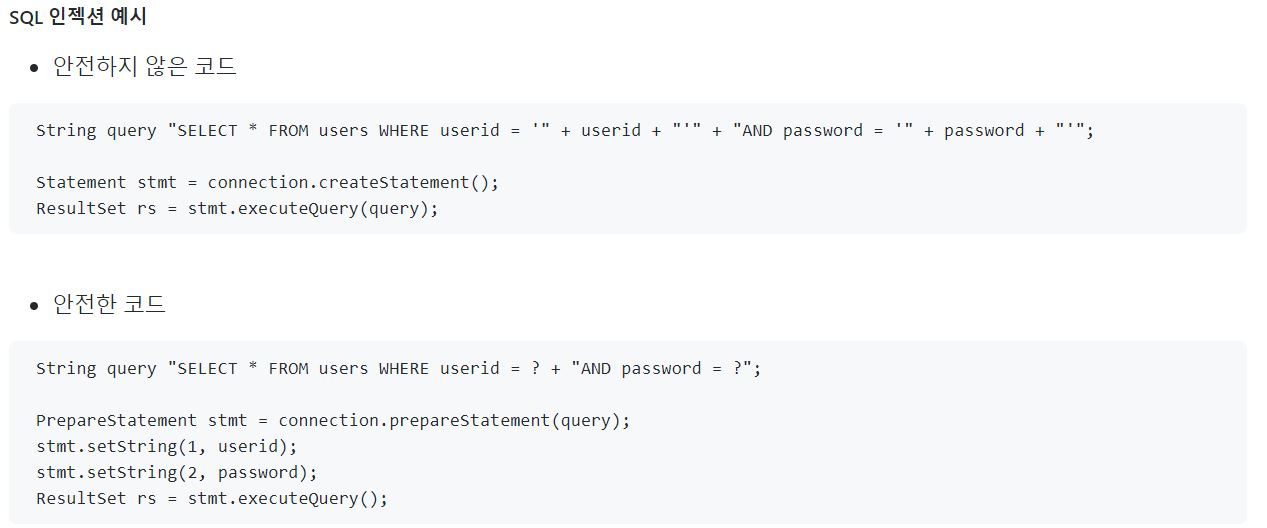 SQL 인젝션 예시
• 안전하지 않은 코드
String query "SELECT * FROM users WHERE userid = '" + userid + "'" + "AND password = '" + password + "'";
Statement stmt = connection.createStatement();
ResultSet rs = stmt.executeQuery(query);
• 안전한 코드
String query "SELECT * FROM users WHERE userid = ? + "AND password = ?";
PrepareStatement stmt = connection.prepareStatement(query);
stmt.setString(1, userid);
stmt.setString(2, password);
ResultSet rs = stmt.executeQuery();